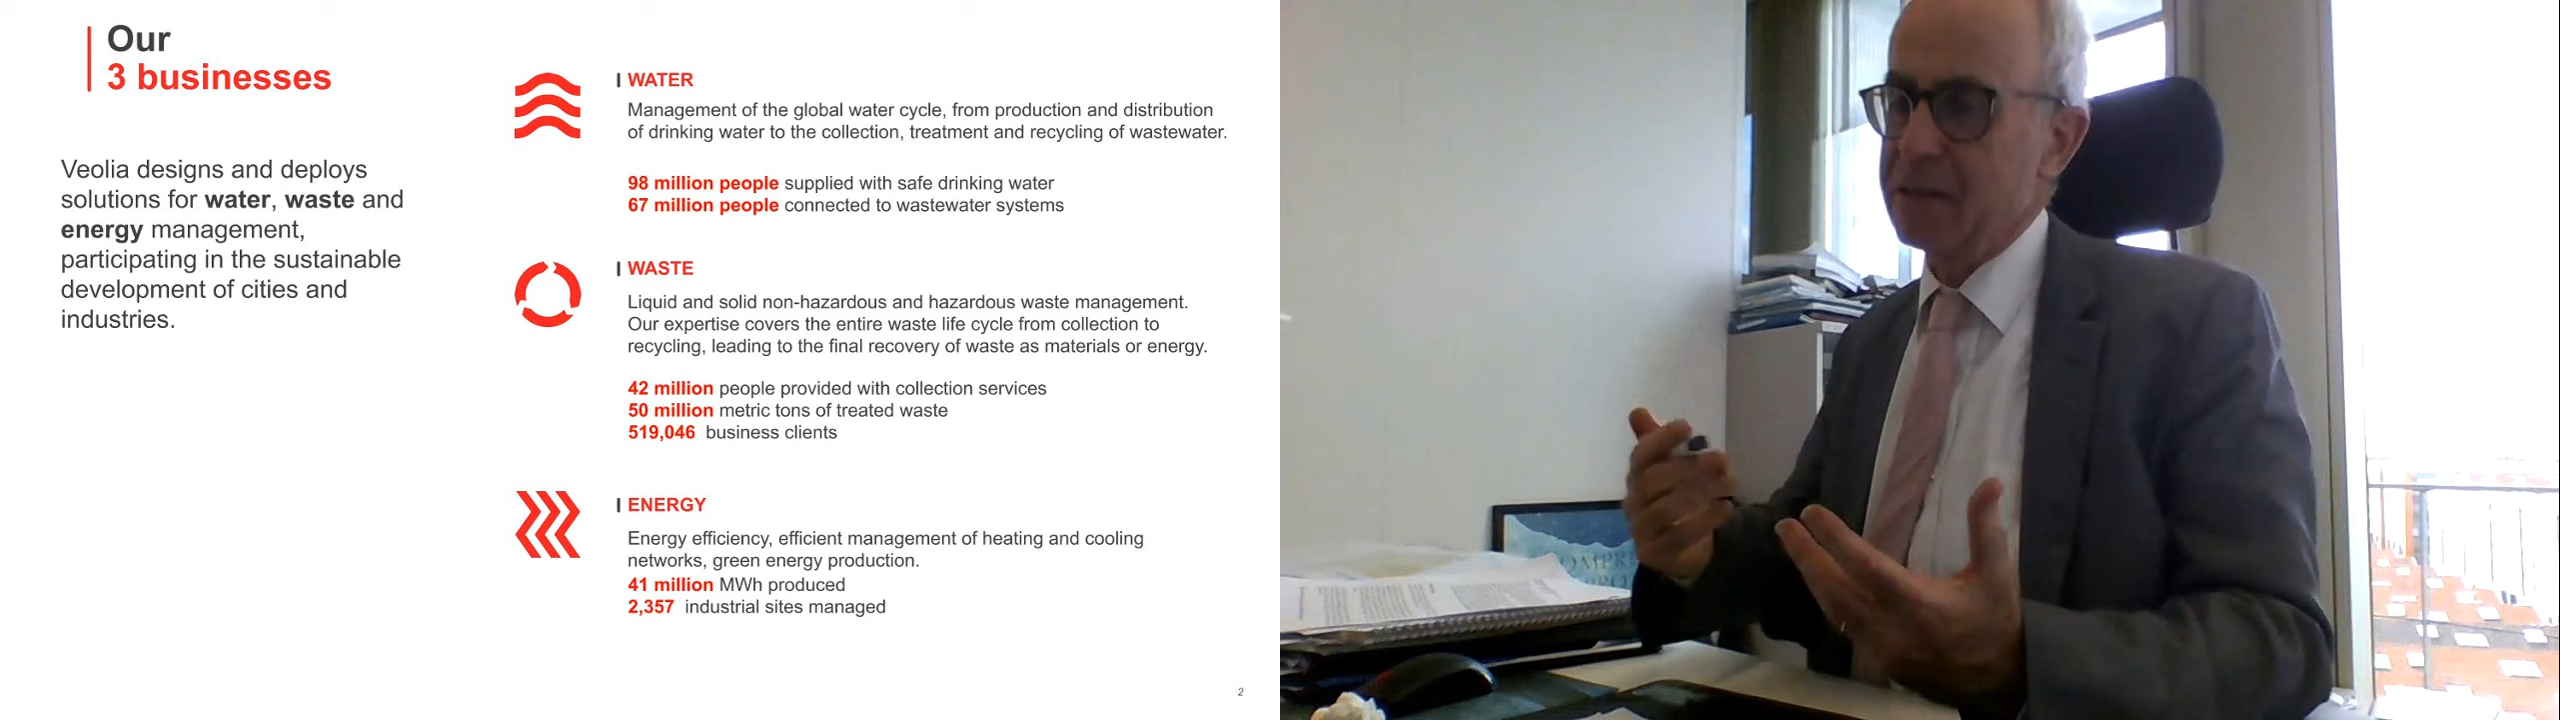 Our
3 businesses
Veolia designs and deploys
solutions for water, waste and
energy management,
participating in the sustainable
development of cities and
industries.
WATER
Management of the global water cycle, from production and distribution
of drinking water to the collection, treatment and recycling of wastewater.
98 million people supplied with safe drinking water
67 million people connected to wastewater systems
WASTE
Liquid and solid non-hazardous and hazardous waste management.
Our expertise covers the entire waste life cycle from collection to
recycling, leading to the final recovery of waste as materials or energy.
42 million people provided with collection services
50 million metric tons of treated waste
519,046 business clients
ENERGY
Energy efficiency, efficient management of heating and cooling
networks, green energy production.
41 million MWh produced
2,357 industrial sites managed
2